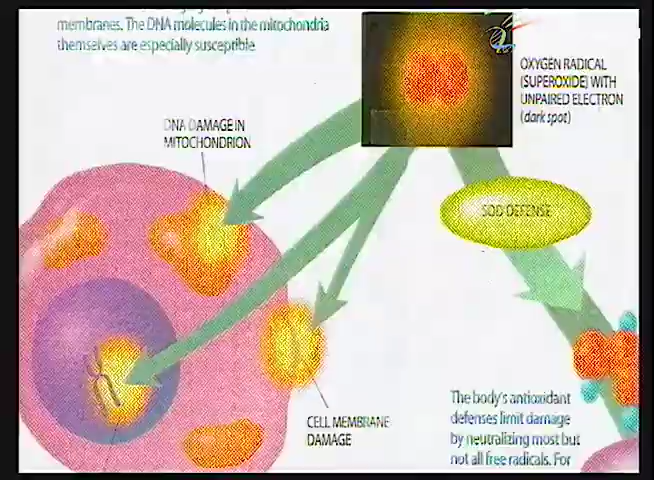 membranes. The DNA molecules in the mitochondria
themselves are especially susceptible
OXYGEN RADICAL
(SUPEROXIDE) WITH
UNPAIRED ELECTRON
(dark spot)
DNA DAMAGE IN
MITOCHONDRION
SOD DEFENSE
CELL MEMBRANE
DAMAGE
The body's antioxidant
defenses limit damage
by neutralizing most but
not all free radicals. For